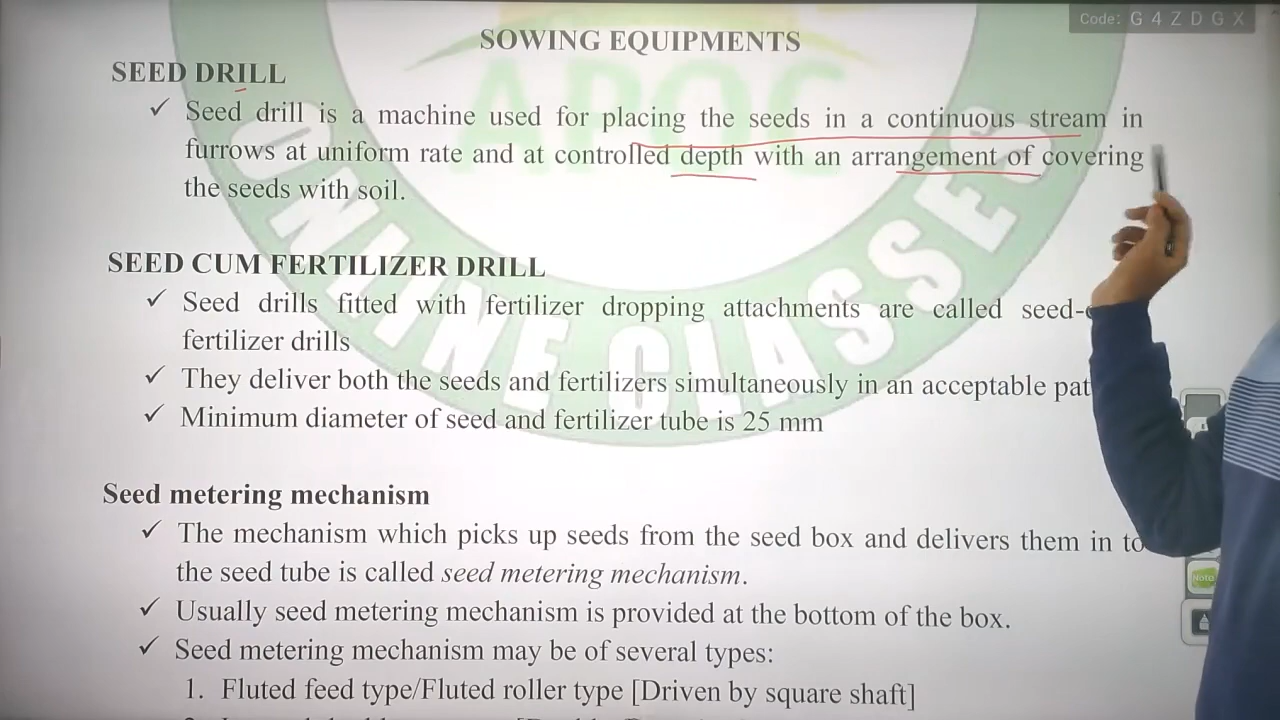 Code: G 4 Z D G X
SOWING EQUIPMENTS
SEED DRILL
✓ Seed drill is a machine used for placing the seeds in a continuous stream in
furrows at uniform rate and at controlled depth with an arrangement of covering
the seeds with soil.
SEED CUM FERTILIZER DRILL
✓ Seed drills fitted with fertilizer dropping attachments are called
fertilizer drills
✓ They deliver both the seeds and fertilizers simultaneously in an acceptable
✓ Minimum diameter of seed and fertilizer tube is 25 mm
Seed metering mechanism
✓ The mechanism which picks up seeds from the seed box and delivers them in to
the seed tube is called seed metering mechanism.
✓ Usually seed metering mechanism is provided at the bottom of the box.
✓ Seed metering mechanism may be of several types:
1. Fluted feed type/Fluted roller type [Driven by square shaft]
APOC
ONLINE CLASSES
Note